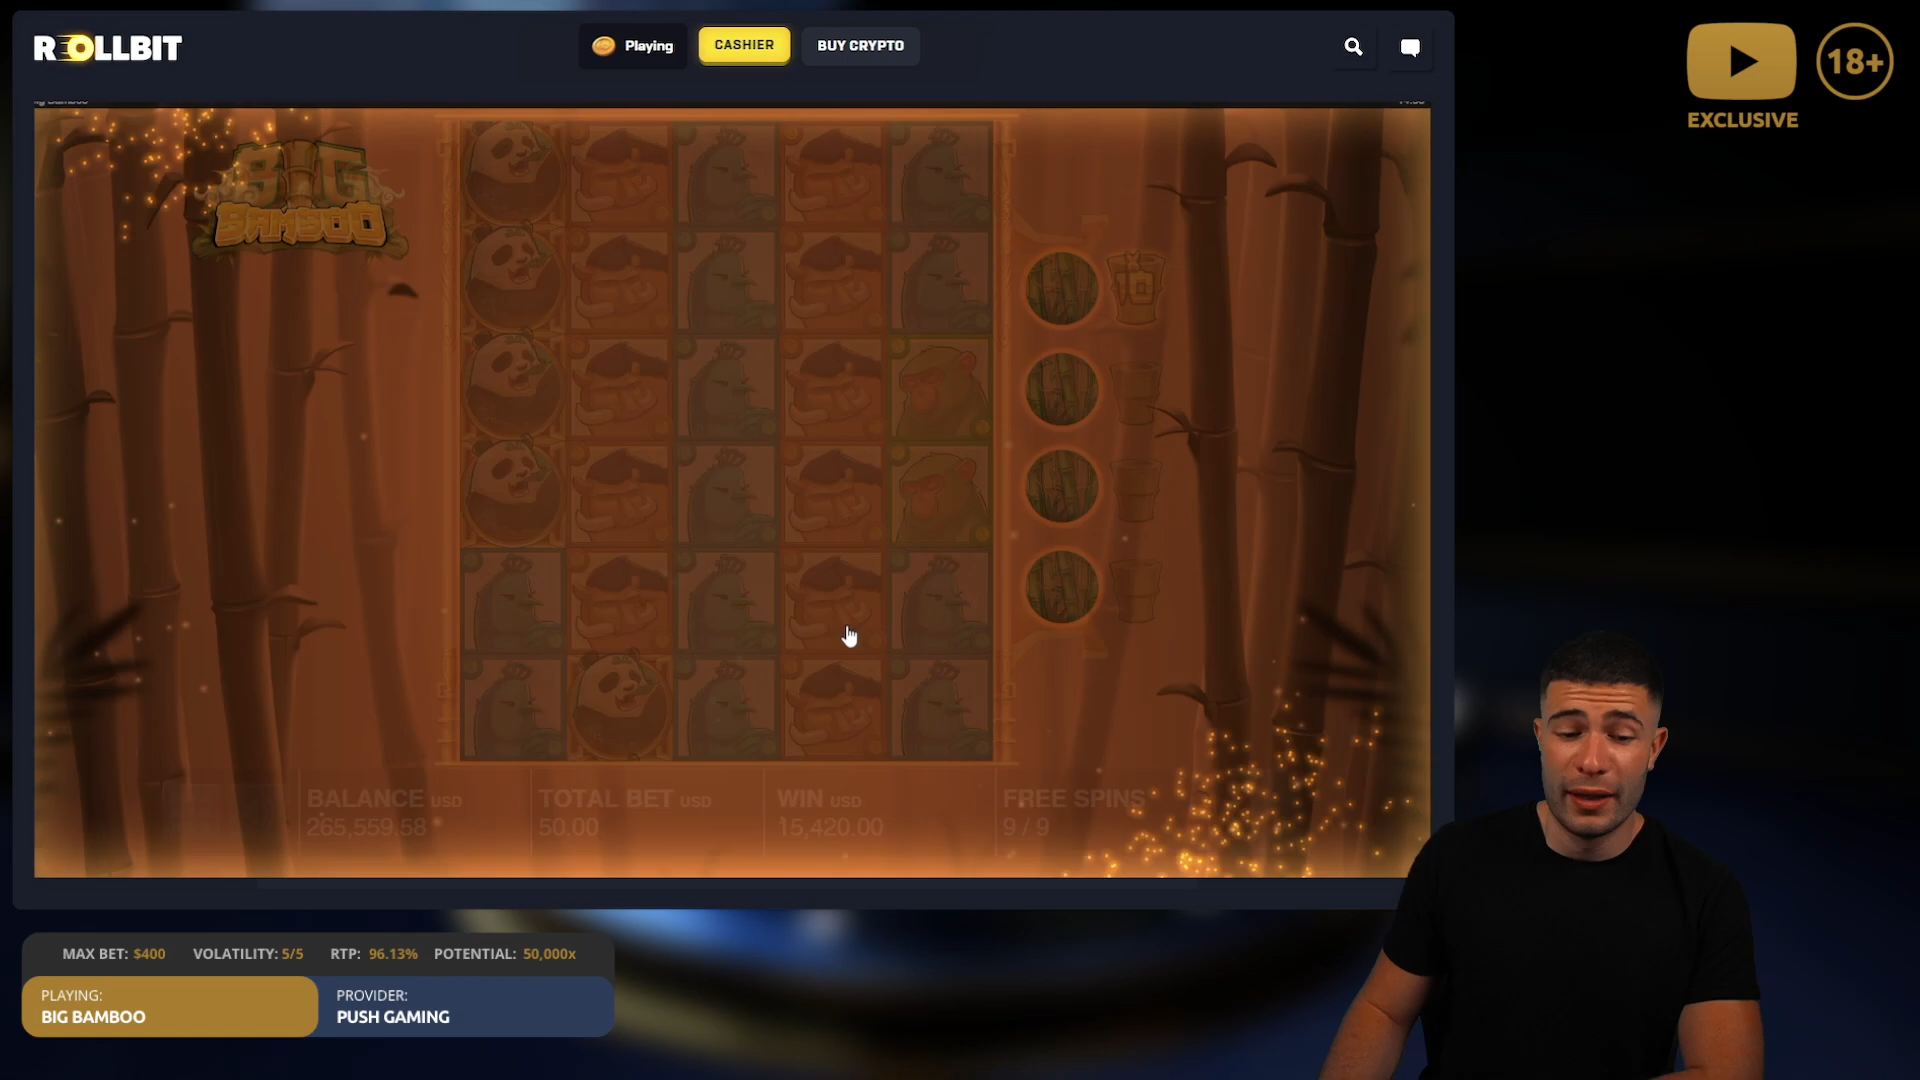 ROLLBIT
Playing
CASHIER
BUY CRYPTO
18+
EXCLUSIVE
BIG
BAMBOO
10
BALANCE USD
265,559.58
TOTAL BET USD
50.00
WIN USD
15,420.00
FREE SPINS
9 / 9
MAX BET: $400
VOLATILITY: 5/5
RTP: 96.13%
POTENTIAL: 50,000x
PLAYING:
BIG BAMBOO
PROVIDER:
PUSH GAMING